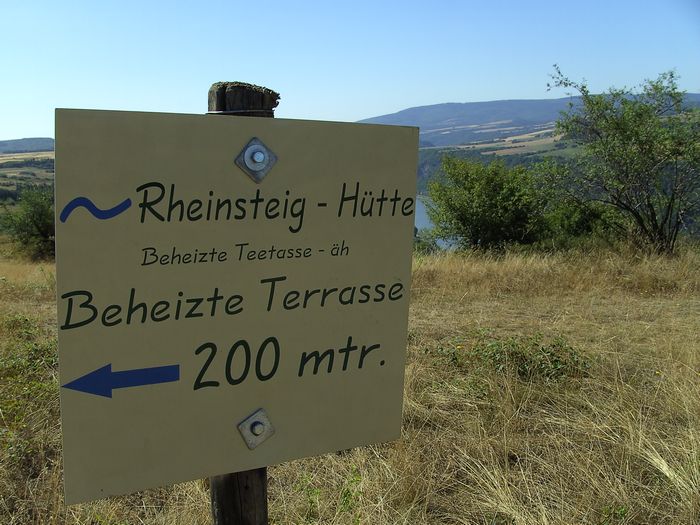 ~ Rheinsteig - Hütte
Beheizte Teetasse - äh
Beheizte Terrasse
← 200 mtr.